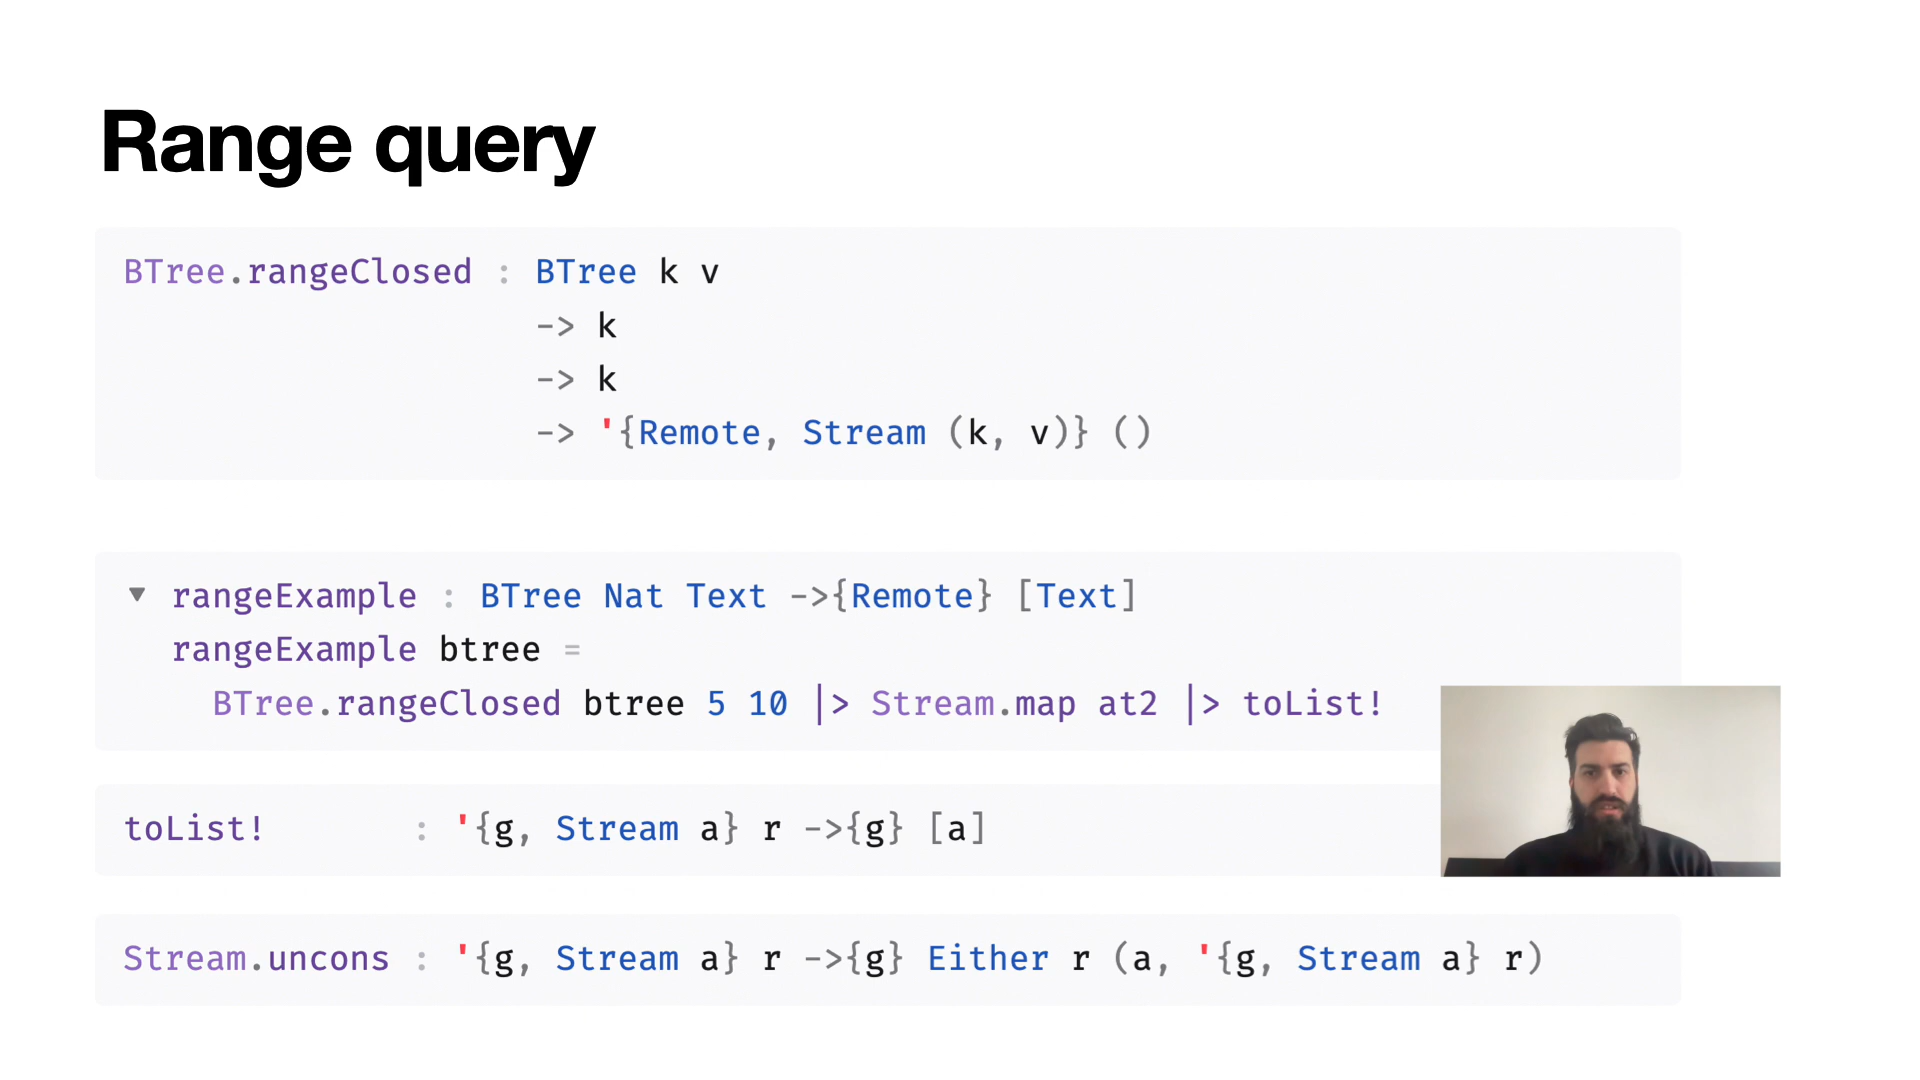 Range query
BTree.rangeClosed : BTree k v
-> k
-> k
-> '{Remote, Stream (k, v)} ()
rangeExample : BTree Nat Text ->{Remote} [Text]
rangeExample btree =
BTree.rangeClosed btree 5 10 |> Stream.map at2 |> toList!
toList! : '{g, Stream a} r ->{g} [a]
Stream.uncons : '{g, Stream a} r ->{g} Either r (a, '{g, Stream a} r)